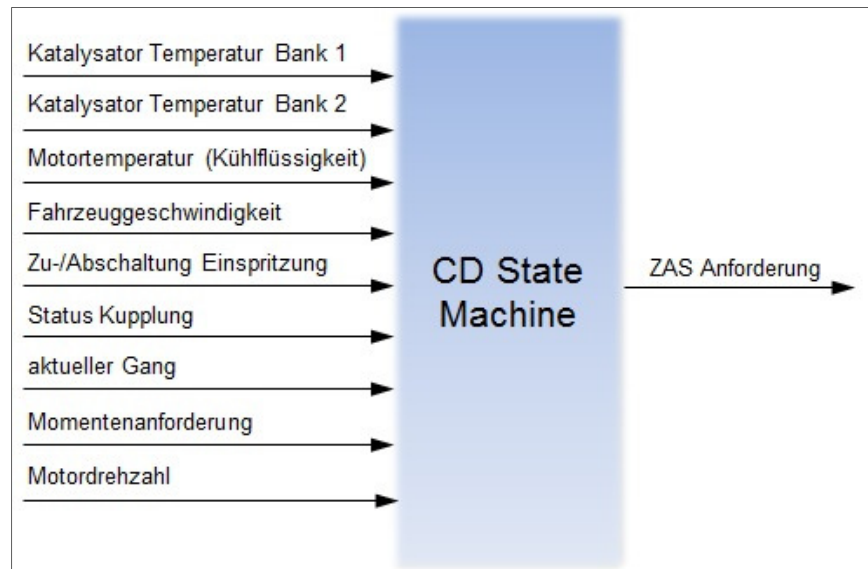 Katalysator Temperatur Bank 1
Katalysator Temperatur Bank 2
Motortemperatur (Kühlflüssigkeit)
Fahrzeuggeschwindigkeit
Zu-/Abschaltung Einspritzung
Status Kupplung
aktueller Gang
Momentenanforderung
Motordrehzahl
CD State
Machine
ZAS Anforderung